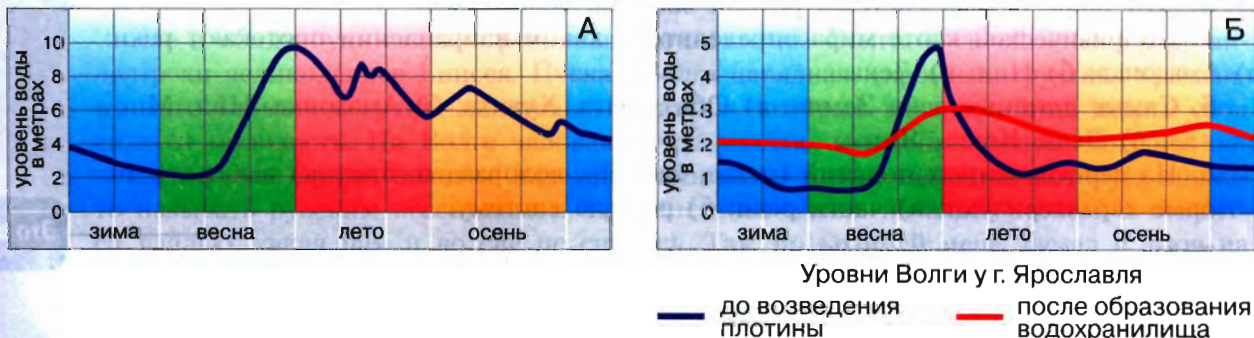 А
уровень воды
в метрах
10
8
6
4
2
0
зима весна лето осень
Б
уровень воды
в метрах
5
4
3
2
1
0
зима весна лето осень
Уровни Волги у г. Ярославля
до возведения
плотины
после образования
водохранилища